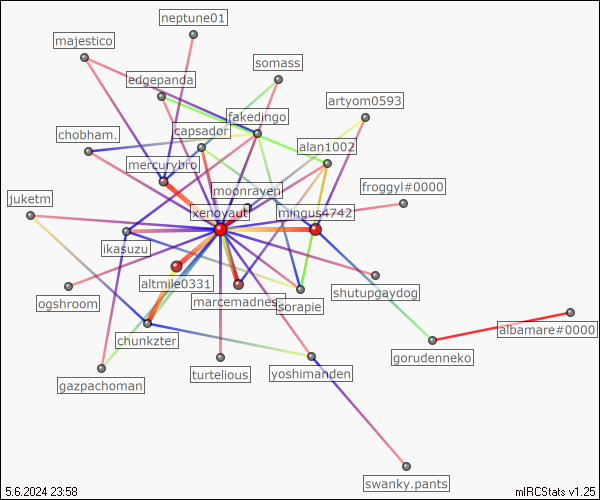 neptune01
majestico
somass
edgepanda
artyom0593
fakedingo
chobham.
capsador
alan1002
mercurybro
moonraven
froggyl#0000
juketm
xenoyaut
mingus4742
ikasuzu
altmile0331
marcemadness
sorapie
shutupgaydog
ogshroom
albamare#0000
chunkzter
gorudenneko
gazpachoman
turtelious
yoshimanden
swanky.pants
5.6.2024 23:58
mIRCStats v1.25